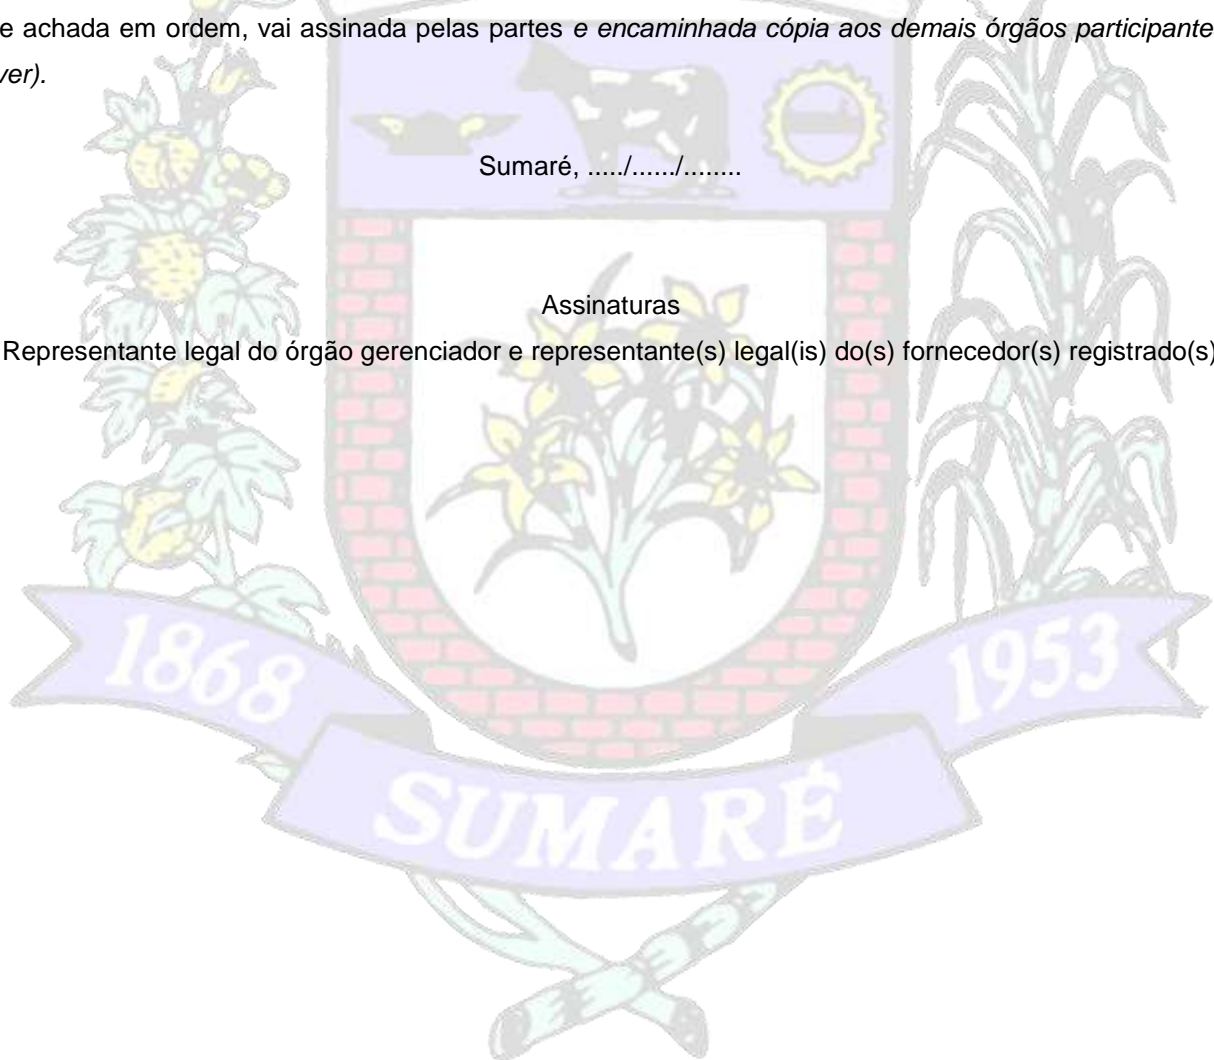 e achada em ordem, vai assinada pelas partes e encaminhada cópia aos demais órgãos participante
ver).
Sumaré, ...../....../........
Assinaturas
Representante legal do órgão gerenciador e representante(s) legal(is) do(s) fornecedor(s) registrado(s)
1868
1953
SUMARÉ